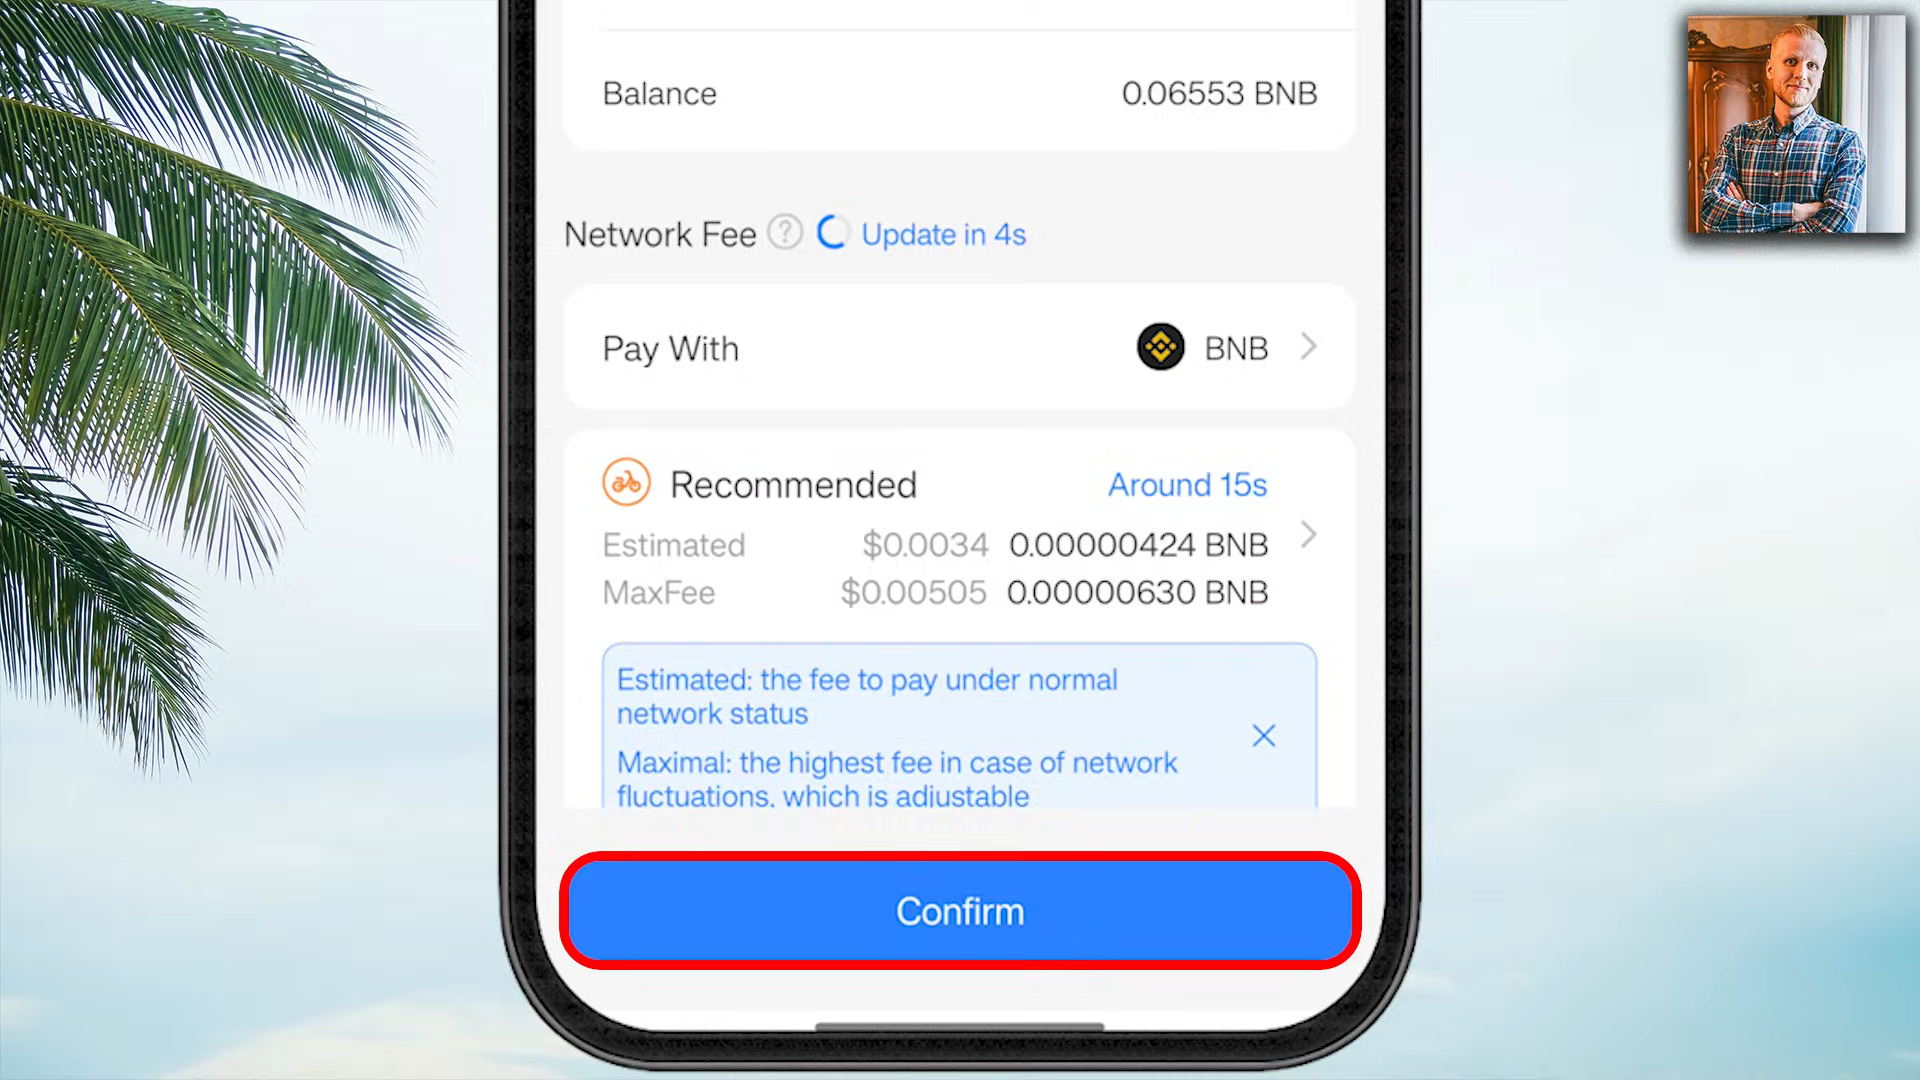 Balance 0.06553 BNB
Network Fee ? Update in 4s
Pay With BNB
Recommended Around 15s
Estimated $0.0034 0.00000424 BNB
MaxFee $0.00505 0.00000630 BNB
Estimated: the fee to pay under normal
network status
Maximal: the highest fee in case of network
fluctuations, which is adjustable
Confirm